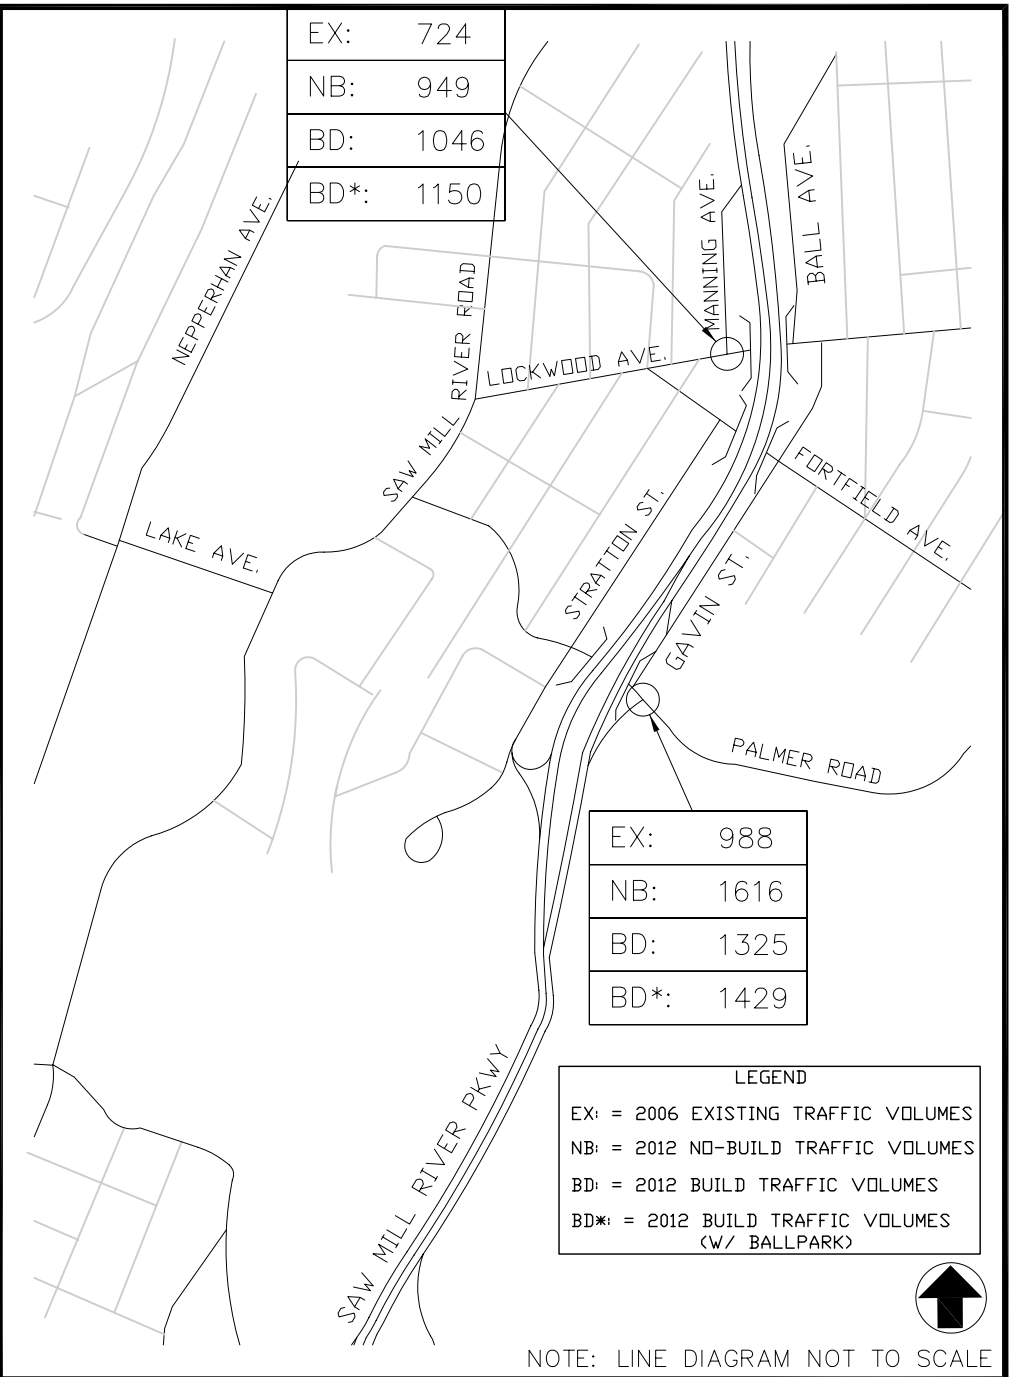 EX: 724
NB: 949
BD: 1046
BD*: 1150
NEPPERHAN AVE.
SAW MILL RIVER ROAD
MANNING AVE.
BALL AVE.
LOCKWOOD AVE.
FORTFIELD AVE.
LAKE AVE.
STRATTON ST.
GAVIN ST.
PALMER ROAD
EX: 988
NB: 1616
BD: 1325
BD*: 1429
SAW MILL RIVER PKWY
LEGEND
EX: = 2006 EXISTING TRAFFIC VOLUMES
NB: = 2012 NO-BUILD TRAFFIC VOLUMES
BD: = 2012 BUILD TRAFFIC VOLUMES
BD*: = 2012 BUILD TRAFFIC VOLUMES
(W/ BALLPARK)
NOTE: LINE DIAGRAM NOT TO SCALE